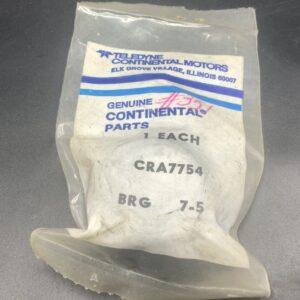 TELEDYNE
CONTINENTAL MOTORS
ELK GROVE VILLAGE, ILLINOIS 60007
GENUINE
CONTINENTAL
PARTS
1 EACH
CRA7754
BRG 7-5
A